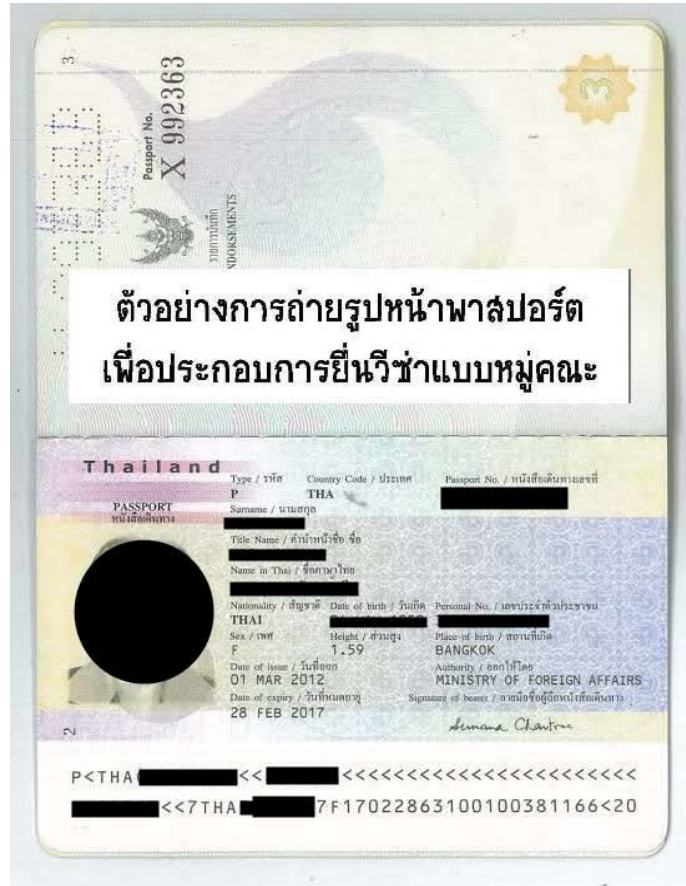 3
Passport No.
X 992363
รายการบันทึก
ENDORSEMENTS
ตัวอย่างการถ่ายรูปหน้าพาสปอร์ต
เพื่อประกอบการยื่นวีซ่าแบบหมู่คณะ
Thailand
Type / รหัส Country Code / ประเทศ Passport No. / หนังสือเดินทางเลขที่
P THA
PASSPORT
หนังสือเดินทาง
Surname / นามสกุล
Title Name / คำนำหน้าชื่อ ชื่อ
Name in Thai / ชื่อภาษาไทย
Nationality / สัญชาติ Date of birth / วันเกิด Personal No. / เลขประจำตัวประชาชน
THAI
Sex / เพศ Height / ส่วนสูง Place of birth / สถานที่เกิด
F 1.59 BANGKOK
Date of issue / วันที่ออก Authority / ออกให้โดย
01 MAR 2012 MINISTRY OF FOREIGN AFFAIRS
Date of expiry / วันที่หมดอายุ Signature of bearer / ลายมือชื่อผู้ถือหนังสือเดินทาง
28 FEB 2017
2
P<THA << <<<<<<<<<<<<<<<<<<<<<<<
<<7THA 7F17022863100100381166<20